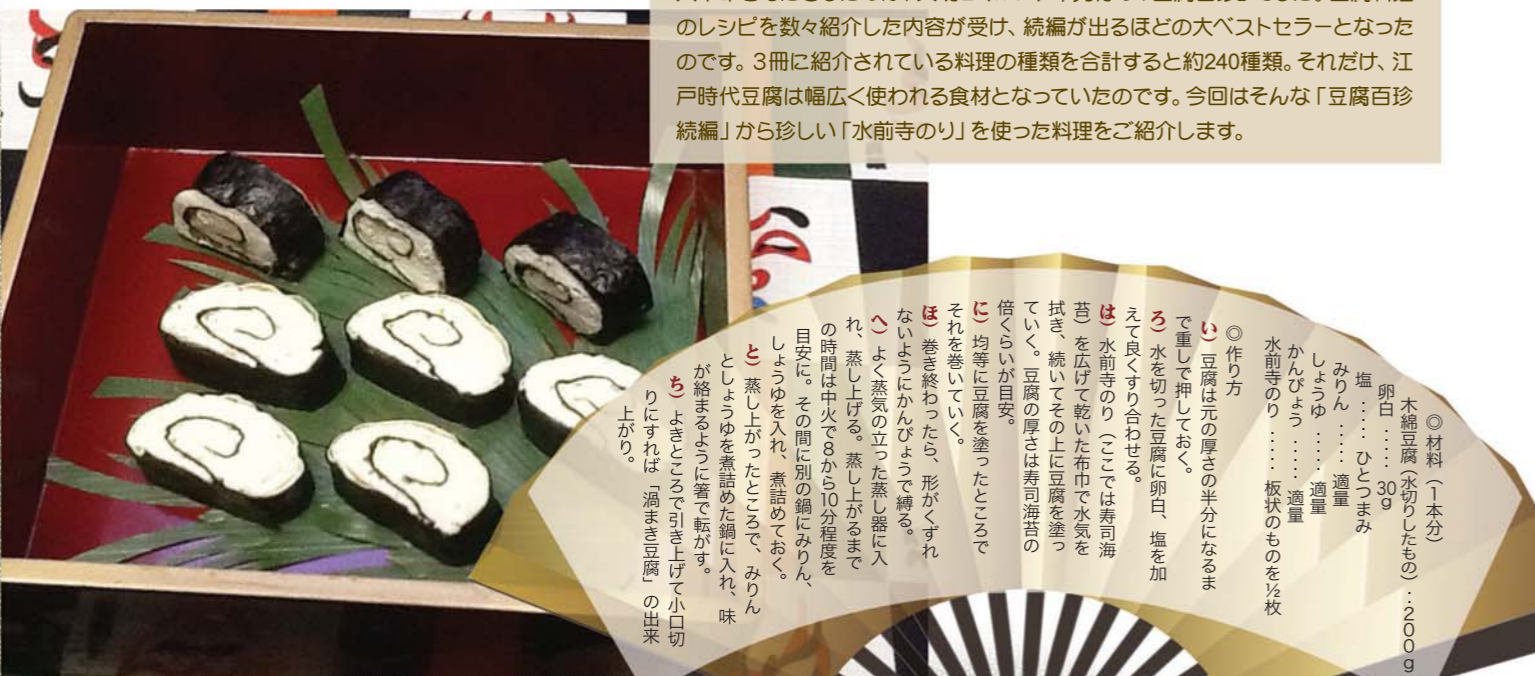 のレシピを数々紹介した内容が受け、続編が出るほどの大ベストセラーとなった
のです。3冊に紹介されている料理の種類を合計すると約240種類。それだけ、江
戸時代豆腐は幅広く使われる食材となっていたのです。今回はそんな「豆腐百珍
続編」から珍しい「水前寺のり」を使った料理をご紹介します。
◎材料（1本分）
木綿豆腐（水切りしたもの）‥200g
卵白‥‥‥30g
塩‥‥ひとつまみ
みりん‥‥‥適量
しょうゆ‥‥‥適量
かんぴょう‥‥‥適量
水前寺のり‥‥‥板状のものを½枚
◎作り方
い）豆腐は元の厚さの半分になるま
で重しで押しておく。
ろ）水を切った豆腐に卵白、塩を加
えて良くすり合わせる。
は）水前寺のり（ここでは寿司海
苔）を広げて乾いた布巾で水気を
拭き、続いてその上に豆腐を塗っ
ていく。豆腐の厚さは寿司海苔の
倍くらいが目安。
に）均等に豆腐を塗ったところで
それを巻いていく。
ほ）巻き終わったら、形がくずれ
ないようにかんぴょうで縛る。
へ）よく蒸気の立った蒸し器に入
れ、蒸し上げる。蒸し上がるまで
の時間は中火で8から10分程度を
目安に。その間に別の鍋にみりん、
しょうゆを入れ、煮詰めておく。
と）蒸し上がったところで、みりん
としょうゆを煮詰めた鍋に入れ、味
が絡まるように箸で転がす。
ち）よきところで引き上げて小口切
りにすれば「渦まき豆腐」の出来
上がり。